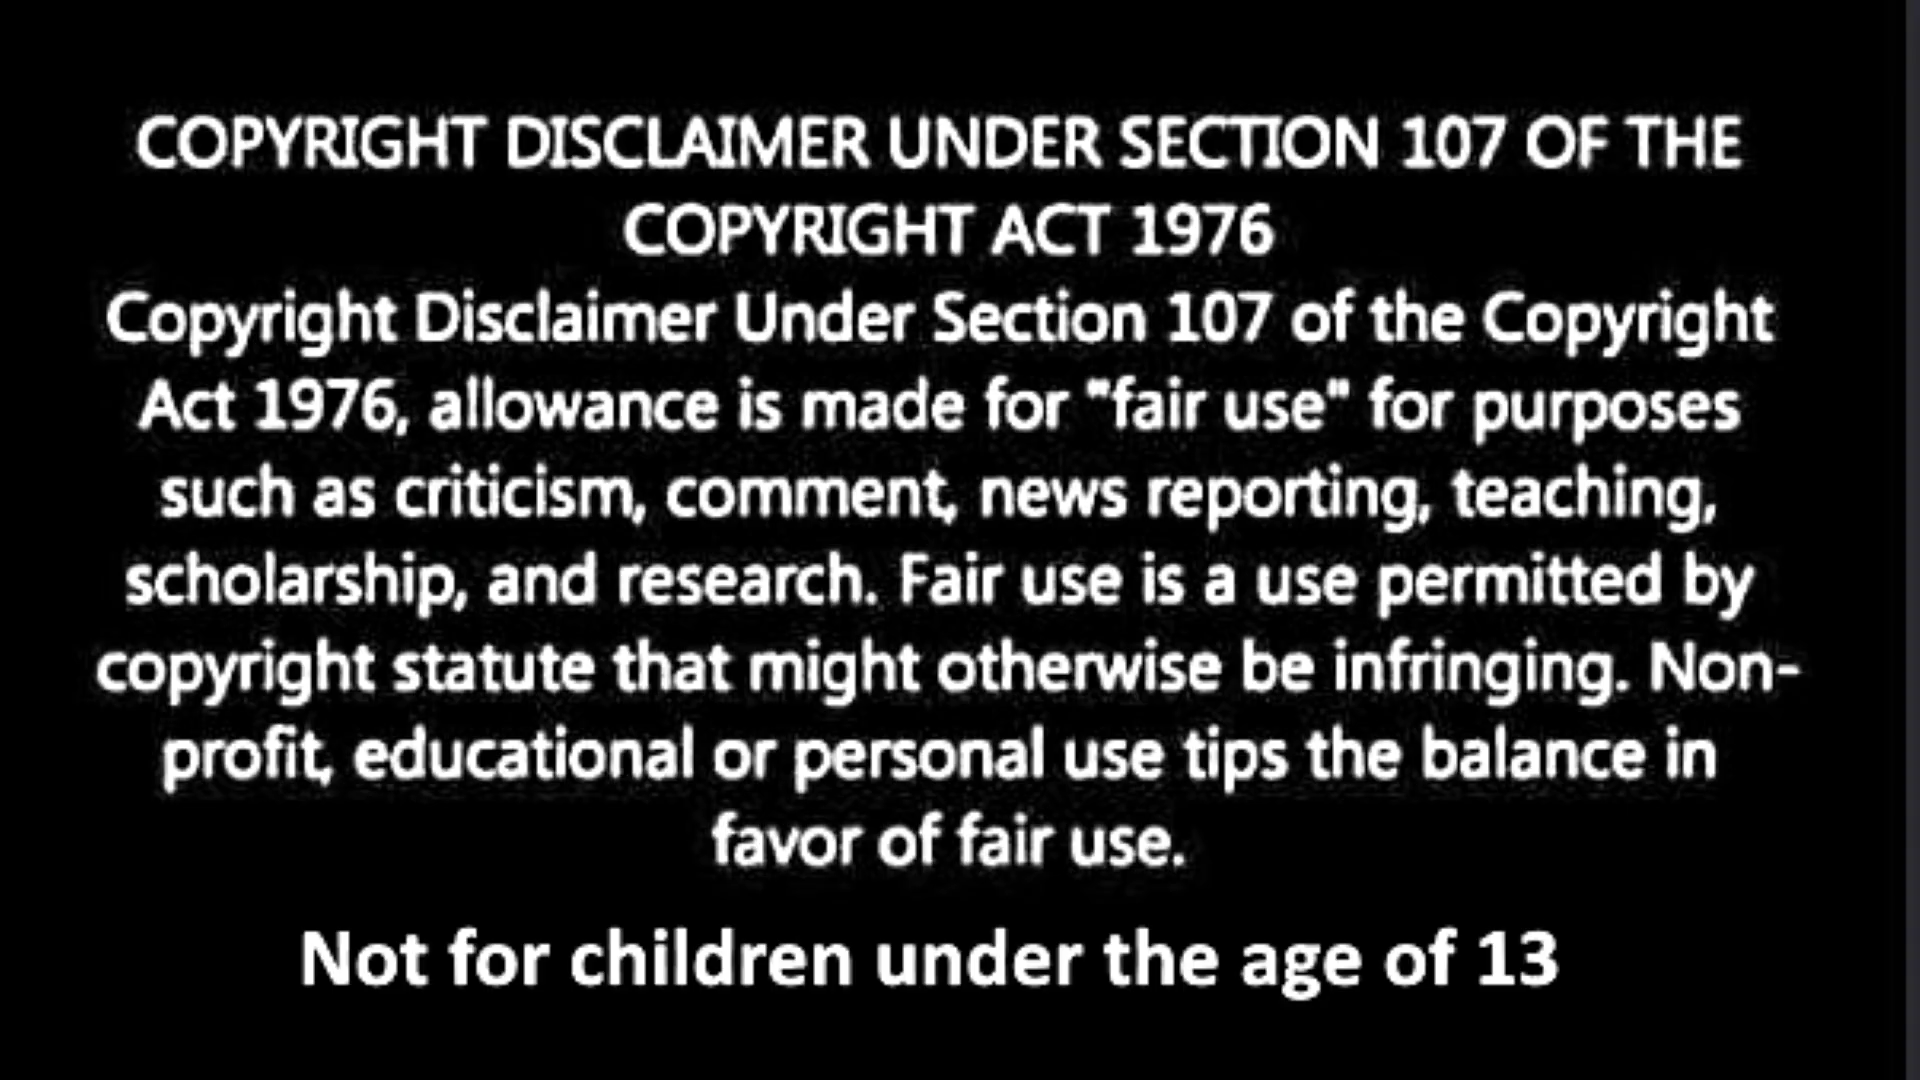 COPYRIGHT DISCLAIMER UNDER SECTION 107 OF THE
COPYRIGHT ACT 1976
Copyright Disclaimer Under Section 107 of the Copyright
Act 1976, allowance is made for "fair use" for purposes
such as criticism, comment, news reporting, teaching,
scholarship, and research. Fair use is a use permitted by
copyright statute that might otherwise be infringing. Non-
profit, educational or personal use tips the balance in
favor of fair use.
Not for children under the age of 13